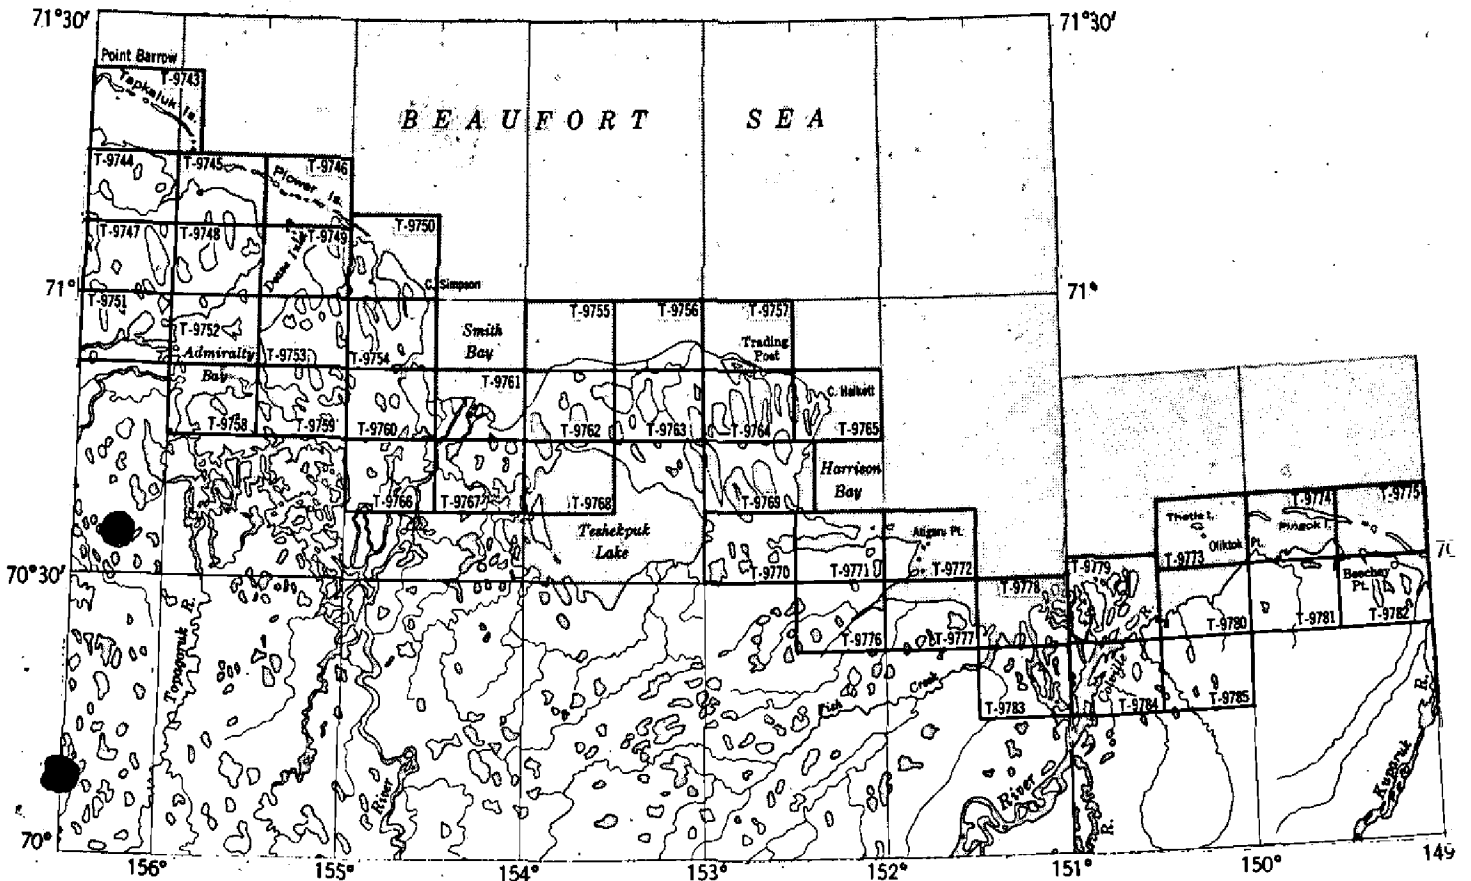 71°30'
71°30'
Point Barrow
T-9743
Tapkaluk Is.
BEAUFORT SEA
T-9744
T-9745
T-9746
Plover Is.
T-9747
T-9748
T-9749
T-9750
Dease Inlet
C. Simpson
71°
71°
T-9751
T-9752
T-9753
T-9754
Admiralty
Bay
Smith
Bay
T-9755
T-9756
T-9757
Trading
Post
T-9761
C. Halkett
T-9758
T-9759
T-9760
T-9762
T-9763
T-9764
T-9765
Harrison
Bay
T-9766
T-9767
T-9768
T-9769
Teshekpuk
Lake
Atigaru Pt.
T-9770
T-9771
T-9772
Thetis I.
Oliktok Pt.
T-9773
T-9774
Pingok I.
T-9775
70°30'
T-9776
T-9777
T-9778
T-9779
T-9780
T-9781
Beechey
Pt.
T-9782
Topagoruk R.
Fish Creek
Colville R.
T-9783
T-9784
T-9785
River
River
R.
Kuparuk R.
70°
156°
155°
154°
153°
152°
151°
150°
149